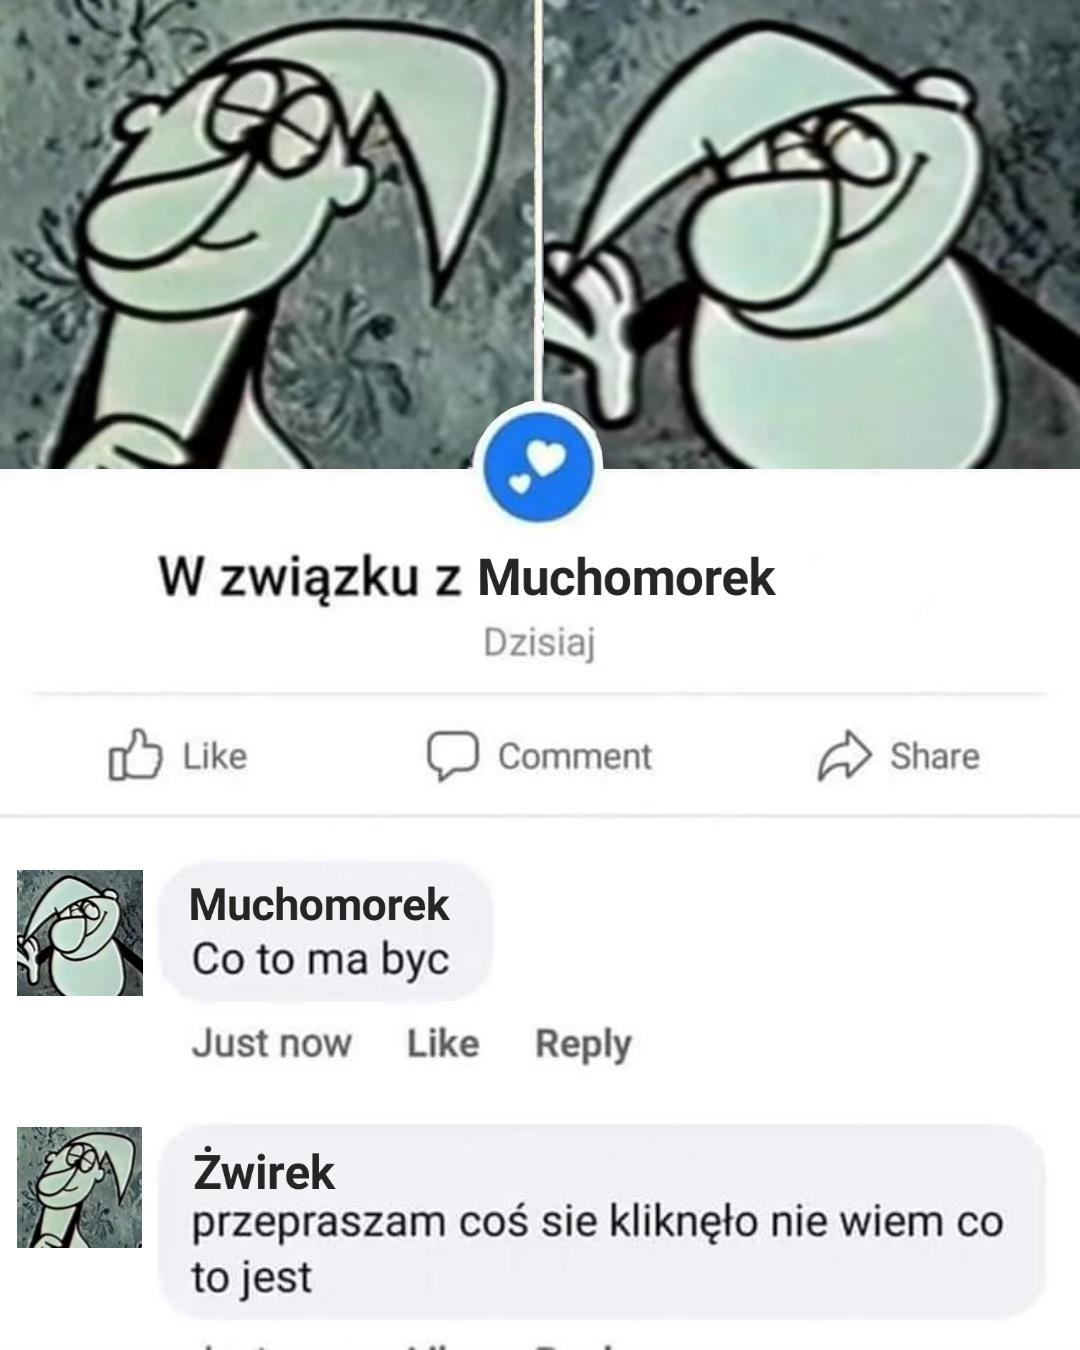 W związku z Muchomorek
Dzisiaj
Like Comment Share
Muchomorek
Co to ma byc
Just now Like Reply
Żwirek
przepraszam coś sie kliknęło nie wiem co
to jest